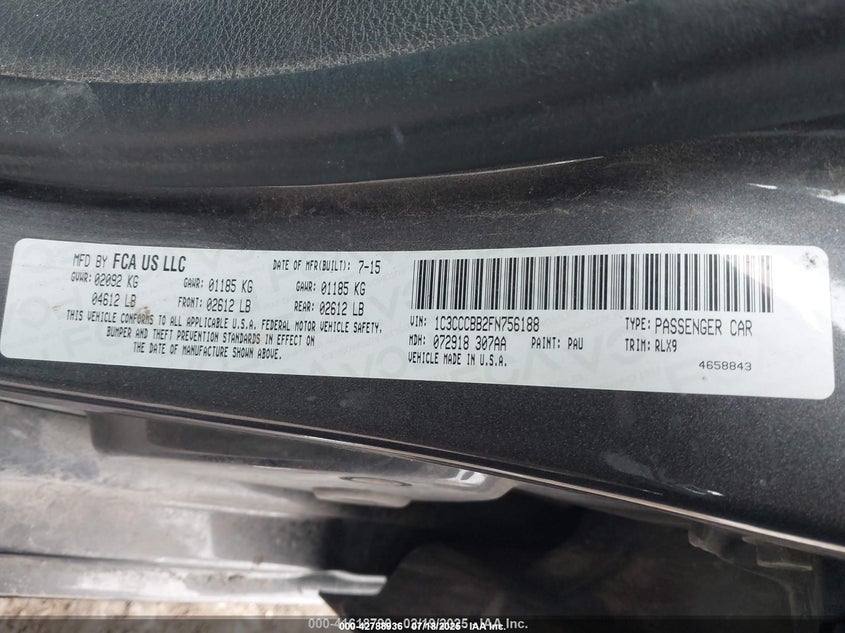 MFD BY FCA US LLC
DATE OF MFR(BUILT): 7-15
GVWR: 02092 KG GAWR: 01185 KG GAWR: 01185 KG
04612 LB FRONT: 02612 LB REAR: 02612 LB
THIS VEHICLE CONFORMS TO ALL APPLICABLE U.S.A. FEDERAL MOTOR VEHICLE SAFETY,
BUMPER AND THEFT PREVENTION STANDARDS IN EFFECT ON
THE DATE OF MANUFACTURE SHOWN ABOVE.
VIN: 1C3CCCBB2FN756188 TYPE: PASSENGER CAR
MDH: 072918 307AA PAINT: PAU TRIM: RLX9
VEHICLE MADE IN U.S.A.
4658843
IAA Inc.